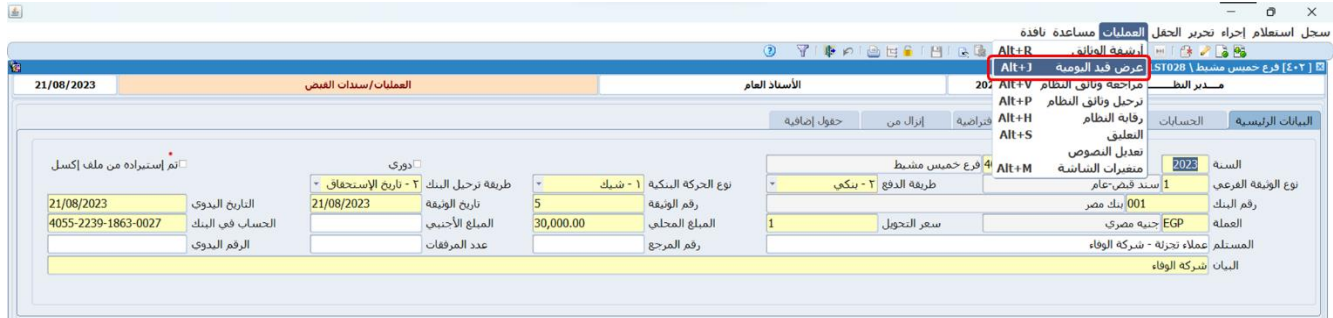 سجل استعلام إجراء تحرير الحقل العمليات مساعدة نافذة
أرشفة الوثائق Alt+R
عرض قيد اليومية Alt+J
مراجعة وثائق النظام Alt+V
ترحيل وثائق النظام Alt+P
رقابة النظام Alt+H
التعليق Alt+S
تعديل النصوص
متغيرات الشاشة Alt+M
[٤٠٢] فرع خميس مشيط \ 1ST028
مـــدير النظـــ
202
الأستاذ العام
العمليات/سندات القبض
21/08/2023
البيانات الرئيسية الحسابات فتراضية إنزال من حقول إضافية
السنة 2023 40 فرع خميس مشيط دوري تم إستيراده من ملف إكسل
نوع الوثيقة الفرعي 1 سند قبض-عام طريقة الدفع ٢ - بنكي نوع الحركة البنكية ١ - شيك طريقة ترحيل البنك ٢ - تاريخ الإستحقاق
رقم البنك 001 بنك مصر رقم الوثيقة 5 تاريخ الوثيقة 21/08/2023 التاريخ اليدوي 21/08/2023
العملة EGP جنيه مصري سعر التحويل 1 المبلغ المحلي 30,000.00 المبلغ الأجنبي الحساب في البنك 4055-2239-1863-0027
المستلم عملاء تجزئة - شركة الوفاء رقم المرجع عدد المرفقات الرقم اليدوي
البيان شركة الوفاء